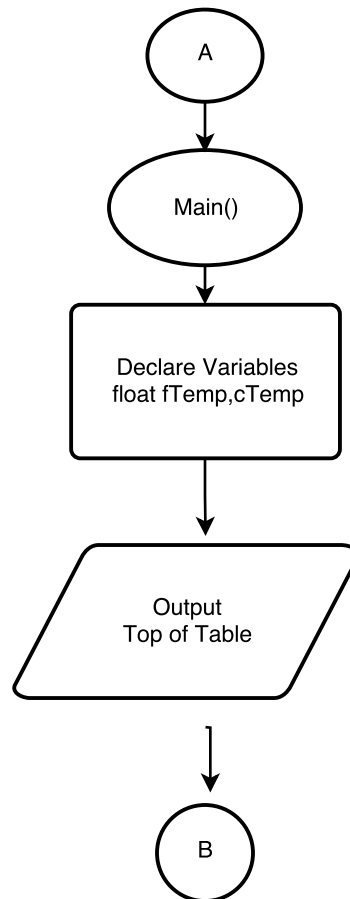 A
Main()
Declare Variables
float fTemp,cTemp
Output
Top of Table
B